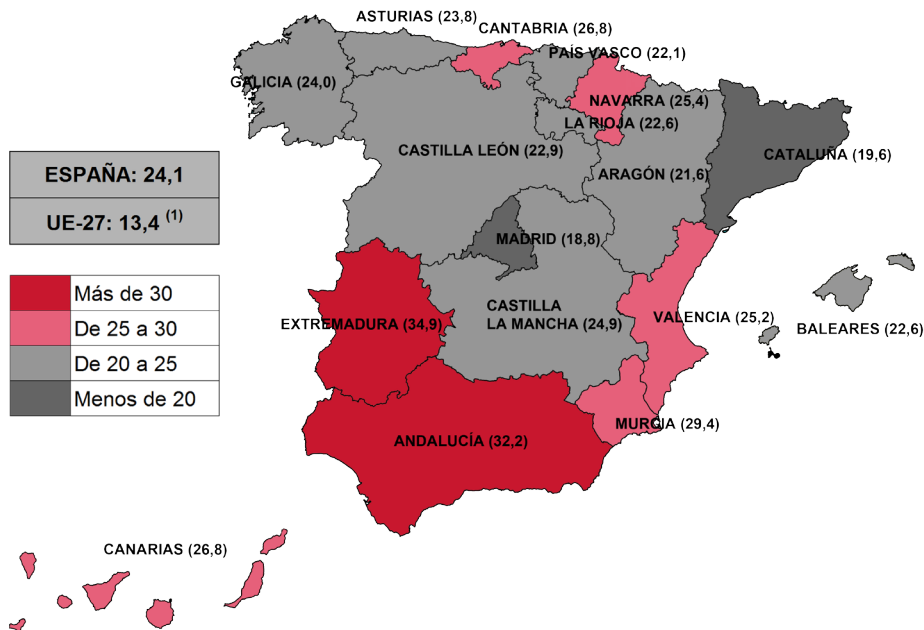 ASTURIAS (23,8)
CANTABRIA (26,8)
PAÍS VASCO (22,1)
GALICIA (24,0)
NAVARRA (25,4)
LA RIOJA (22,6)
CASTILLA LEÓN (22,9)
CATALUÑA (19,6)
ARAGÓN (21,6)
ESPAÑA: 24,1
UE-27: 13,4 (1)
MADRID (18,8)
Más de 30
De 25 a 30
De 20 a 25
Menos de 20
EXTREMADURA (34,9)
CASTILLA
LA MANCHA (24,9)
VALENCIA (25,2)
BALEARES (22,6)
MURCIA (29,4)
ANDALUCÍA (32,2)
CANARIAS (26,8)